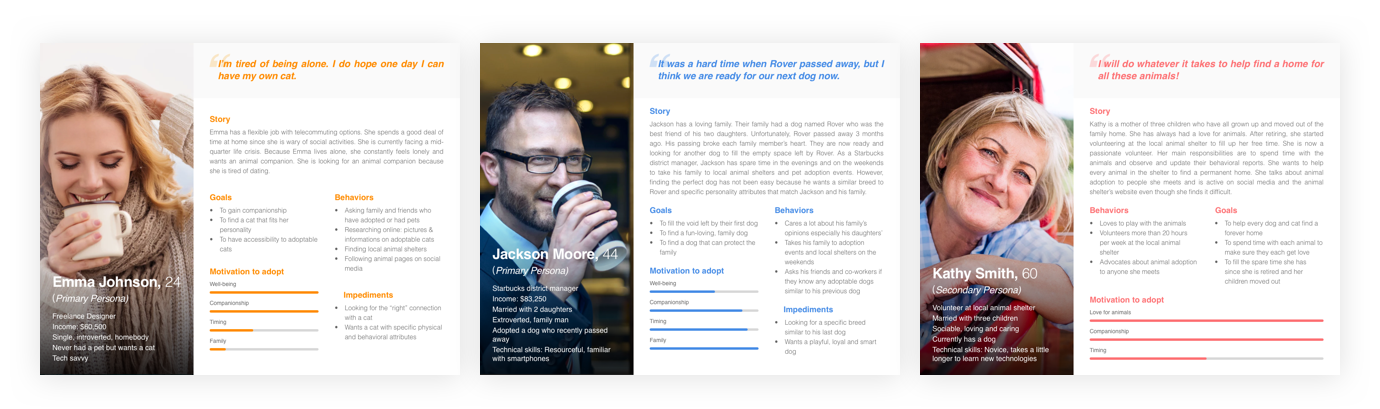 I'm tired of being alone. I do hope one day I can
have my own cat.
Story
Emma has a flexible job with telecommuting options. She spends a good deal of
time at home since she is wary of social activities. She is currently facing a mid-
quarter life crisis. Because Emma lives alone, she constantly feels lonely and
wants an animal companion. She is looking for an animal companion because
she is tired of dating.
Goals
• To gain companionship
• To find a cat that fits her
personality
• To have accessibility to adoptable
cats
Motivation to adopt
Well-being
Companionship
Timing
Family
Behaviors
• Asking family and friends who
have adopted or had pets
• Researching online: pictures &
informations on adoptable cats
• Finding local animal shelters
• Following animal pages on social
media
Impediments
• Looking for the "right" connection
with a cat
• Wants a cat with specific physical
and behavioral attributes
Emma Johnson, 24
(Primary Persona)
Freelance Designer
Income: $60,500
Single, introverted, homebody
Never had a pet but wants a cat
Tech savvy
It was a hard time when Rover passed away, but I
think we are ready for our next dog now.
Story
Jackson has a loving family. Their family had a dog named Rover who was the
best friend of his two daughters. Unfortunately, Rover passed away 3 months
ago. His passing broke each family member's heart. They are now ready and
looking for another dog to fill the empty space left by Rover. As a Starbucks
district manager, Jackson has spare time in the evenings and on the weekends
to take his family to local animal shelters and pet adoption events. However,
finding the perfect dog has not been easy because he wants a similar breed to
Rover and specific personality attributes that match Jackson and his family.
Goals
• To fill the void left by their first dog
• To find a fun-loving, family dog
• To find a dog that can protect the
family
Motivation to adopt
Well-being
Companionship
Timing
Family
Behaviors
• Cares a lot about his family's
opinions especially his daughters'
• Takes his family to adoption
events and local shelters on the
weekends
• Asks his friends and co-workers if
they know any adoptable dogs
similar to his previous dog
Impediments
• Looking for a specific breed
similar to his last dog
• Wants a playful, loyal and smart
dog
Jackson Moore, 44
(Primary Persona)
Starbucks district manager
Income: $83,250
Married with 2 daughters
Extroverted, family man
Adopted a dog who recently passed
away
Technical skills: Resourceful, familiar
with smartphones
I will do whatever it takes to help find a home for
all these animals!
Story
Kathy is a mother of three children who have all grown up and moved out of the
family home. She has always had a love for animals. After retiring, she started
volunteering at the local animal shelter to fill up her free time. She is now a
passionate volunteer. Her main responsibilities are to spend time with the
animals and observe and update their behavioral reports. She wants to help
every animal in the shelter to find a permanent home. She talks about animal
adoption to people she meets and is active on social media and the animal
shelter's website even though she finds it difficult.
Behaviors
• Loves to play with the animals
• Volunteers more than 20 hours
per week at the local animal
shelter
• Advocates about animal adoption
to anyone she meets
Goals
• To help every dog and cat find a
forever home
• To spend time with each animal to
make sure they each get love
• To fill the spare time she has
since she is retired and her
children moved out
Motivation to adopt
Love for animals
Companionship
Timing
Kathy Smith, 60
(Secondary Persona)
Volunteer at local animal shelter
Married with three children
Sociable, loving and caring
Currently has a dog
Technical skills: Novice, takes a little
longer to learn new technologies